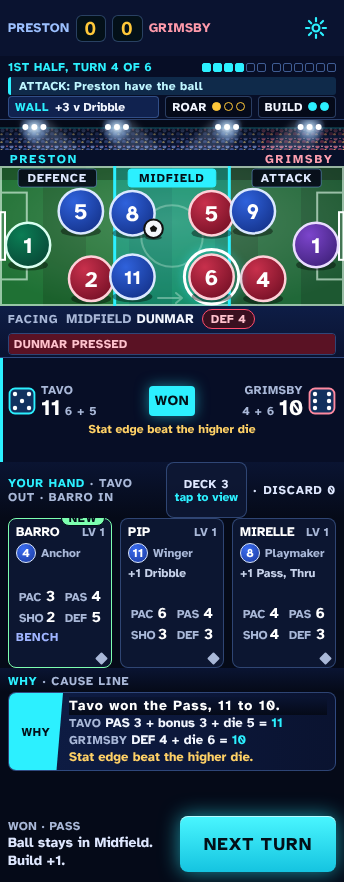 PRESTON 0 0 GRIMSBY
1ST HALF, TURN 4 OF 6
ATTACK: Preston have the ball
WALL +3 v Dribble
ROAR
BUILD
PRESTON
GRIMSBY
DEFENCE
MIDFIELD
ATTACK
5
8
5
9
1
1
2
11
6
4
FACING MIDFIELD DUNMAR DEF 4
DUNMAR PRESSED
TAVO
11 6 + 5
WON
GRIMSBY
4 + 6 10
Stat edge beat the higher die
YOUR HAND · TAVO OUT · BARRO IN
DECK 3
tap to view
· DISCARD 0
NEW
BARRO LV 1
4 Anchor
PAC 3 PAS 4
SHO 2 DEF 5
BENCH
PIP LV 1
11 Winger
+1 Dribble
PAC 6 PAS 4
SHO 3 DEF 3
MIRELLE LV 1
8 Playmaker
+1 Pass, Thru
PAC 4 PAS 6
SHO 4 DEF 3
WHY · CAUSE LINE
WHY
Tavo won the Pass, 11 to 10.
TAVO PAS 3 + bonus 3 + die 5 = 11
GRIMSBY DEF 4 + die 6 = 10
Stat edge beat the higher die.
WON · PASS
Ball stays in Midfield.
Build +1.
NEXT TURN